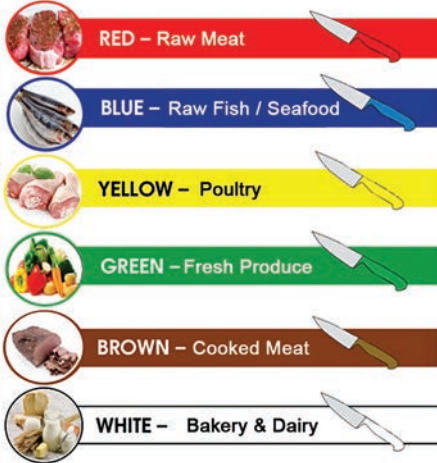 RED – Raw Meat
BLUE – Raw Fish / Seafood
YELLOW – Poultry
GREEN – Fresh Produce
BROWN – Cooked Meat
WHITE – Bakery & Dairy